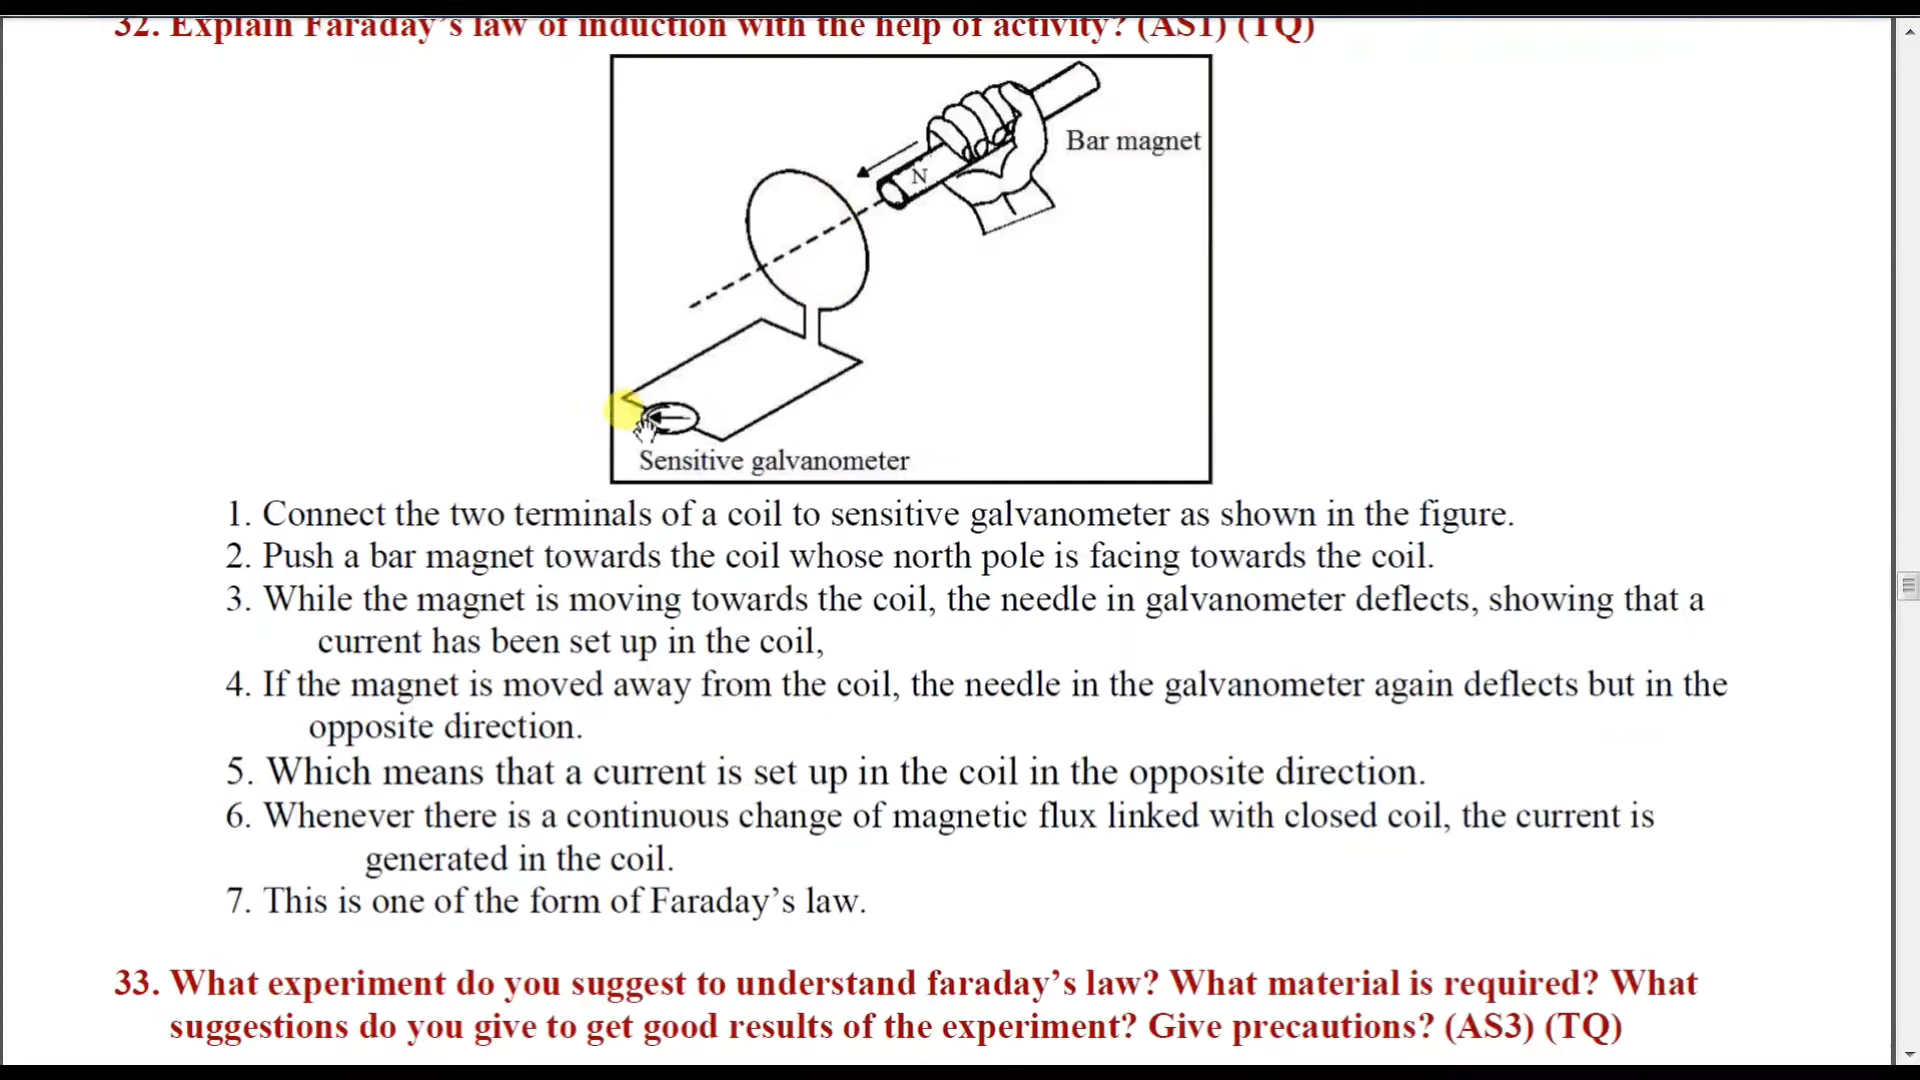 32. Explain Faraday's law of induction with the help of activity? (AS1) (TQ)
Bar magnet
N
Sensitive galvanometer
1. Connect the two terminals of a coil to sensitive galvanometer as shown in the figure.
2. Push a bar magnet towards the coil whose north pole is facing towards the coil.
3. While the magnet is moving towards the coil, the needle in galvanometer deflects, showing that a
current has been set up in the coil,
4. If the magnet is moved away from the coil, the needle in the galvanometer again deflects but in the
opposite direction.
5. Which means that a current is set up in the coil in the opposite direction.
6. Whenever there is a continuous change of magnetic flux linked with closed coil, the current is
generated in the coil.
7. This is one of the form of Faraday’s law.
33. What experiment do you suggest to understand faraday’s law? What material is required? What
suggestions do you give to get good results of the experiment? Give precautions? (AS3) (TQ)